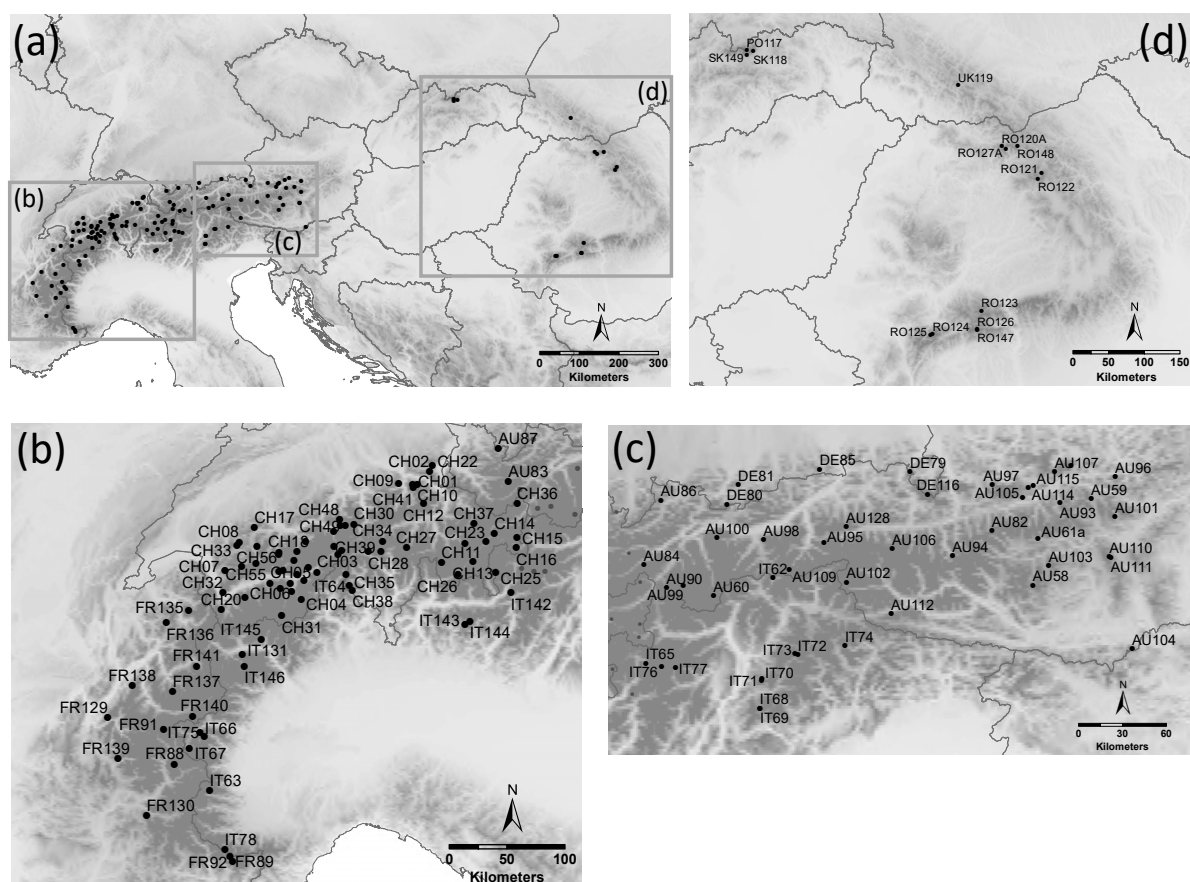 (a)
(b)
(c)
(d)
N
0 100 200 300
Kilometers
(d)
PO117
SK149 SK118
UK119
RO120A
RO127A RO148
RO121
RO122
RO123
RO126
RO125 RO124
RO147
N
0 50 100 150
Kilometers
(b)
AU87
CH02 CH22
CH09 CH01
AU83
CH41 CH10
CH36
CH12
CH48 CH30
CH37
CH17
CH49 CH34
CH14
CH08
CH23
CH18
CH27
CH15
CH33
CH39
CH56
CH28
CH11
CH16
CH07
CH03
CH55
CH13
CH32
IT64 CH35
CH25
CH06
CH26
CH20
CH04
CH38
IT142
FR135
CH31
IT143
FR136
IT144
IT145
IT131
FR141
IT146
FR138
FR137
FR129
FR140
FR91 IT75 IT66
FR139
FR88 IT67
IT63
FR130
IT78
FR92 FR89
N
0 50 100
Kilometers
(c)
DE85
DE79
AU107
DE81
AU97
AU96
AU115
AU86
DE116
DE80
AU105 AU114 AU59
AU93 AU101
AU128
AU100 AU98
AU82
AU61a
AU95
AU106
AU84
AU94
AU103 AU110
IT62
AU111
AU90
AU109 AU102
AU58
AU99 AU60
AU112
IT74
IT73 IT72
AU104
IT65
IT76 IT77
IT71 IT70
IT68
IT69
N
0 30 60
Kilometers